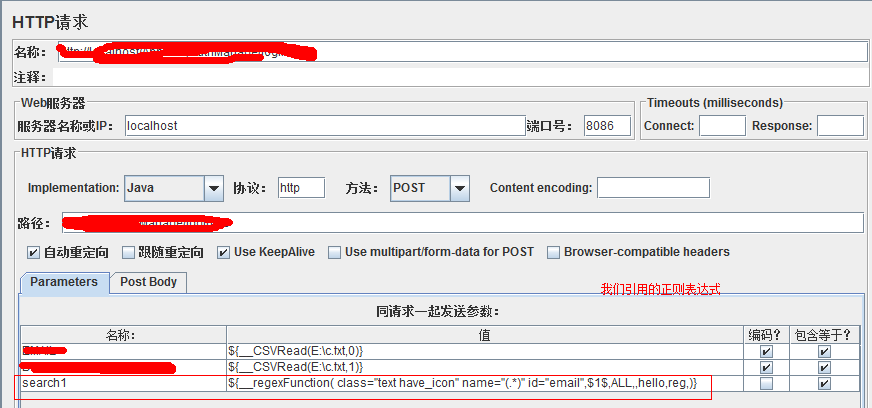 HTTP请求
名称：
注释：
Web服务器
Timeouts (milliseconds)
服务器名称或IP： localhost 端口号： 8086 Connect: Response:
HTTP请求
Implementation: Java 协议： http 方法： POST Content encoding:
路径：
自动重定向 跟随重定向 Use KeepAlive Use multipart/form-data for POST Browser-compatible headers
Parameters Post Body
我们引用的正则表达式
同请求一起发送参数：
名称： 值 编码? 包含等于?
${__CSVRead(E:\c.txt,0)}
${__CSVRead(E:\c.txt,1)}
search1 ${__regexFunction( class="text have_icon" name="(.*)" id="email",$1$,ALL,,hello,reg,)}